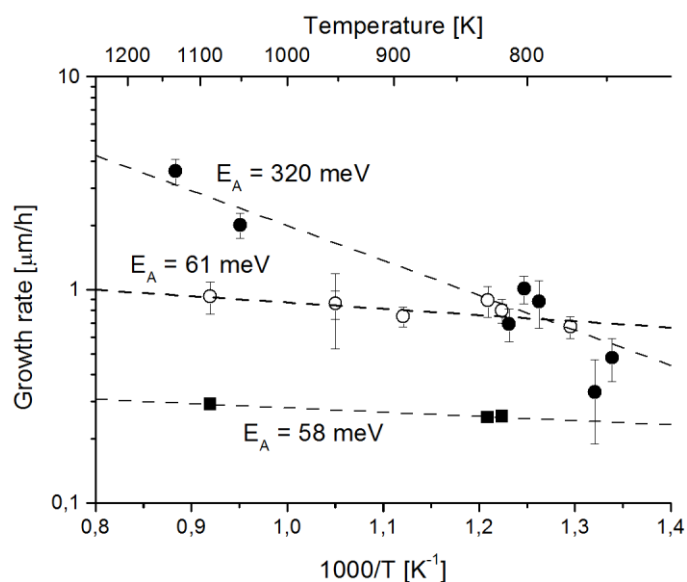 Temperature [K]
1200 1100 1000 900 800
10
1
0,1
Growth rate [μm/h]
E_A = 320 meV
E_A = 61 meV
E_A = 58 meV
0,8 0,9 1,0 1,1 1,2 1,3 1,4
1000/T [K⁻¹]